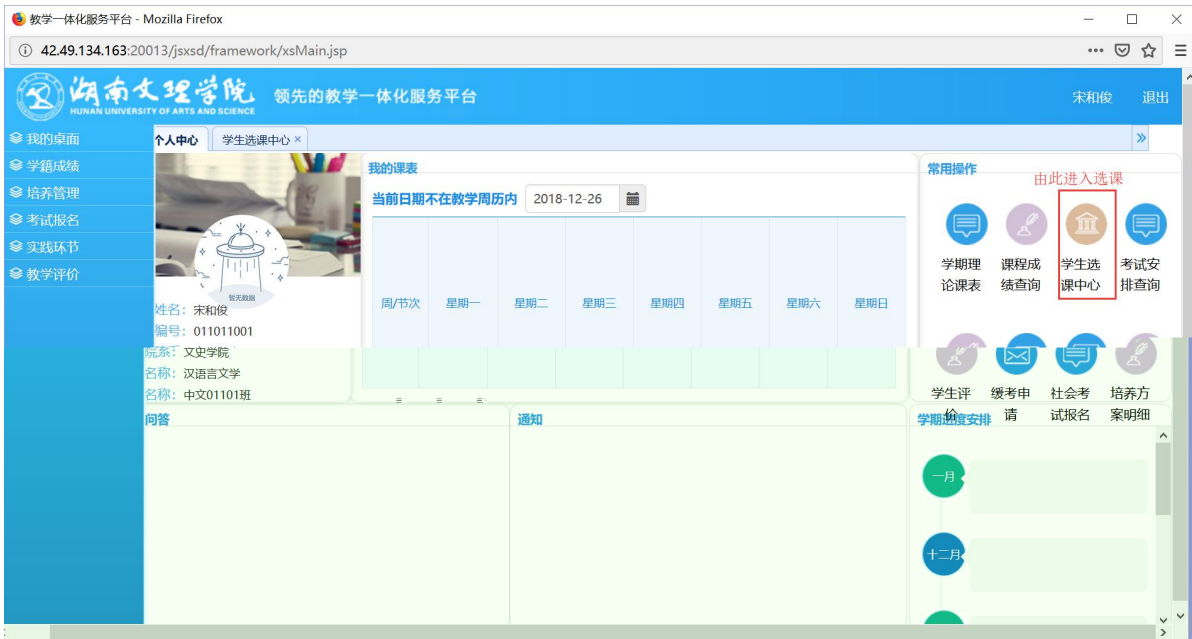 教学一体化服务平台 - Mozilla Firefox
42.49.134.163:20013/jsxsd/framework/xsMain.jsp
湖南文理学院
HUNAN UNIVERSITY OF ARTS AND SCIENCE
领先的教学一体化服务平台
宋和俊 退出
我的桌面
学籍成绩
培养管理
考试报名
实践环节
教学评价
个人中心 学生选课中心 ×
暂无数据
姓名：宋和俊
编号：011011001
院系：文史学院
名称：汉语言文学
名称：中文01101班
我的课表
当前日期不在教学周历内 2018-12-26
周/节次 星期一 星期二 星期三 星期四 星期五 星期六 星期日
常用操作
由此进入选课
学期理论课表
课程成绩查询
学生选课中心
考试安排查询
学生评价
缓考申请
社会考试报名
培养方案明细
问答
通知
学期进度安排
一月
十二月